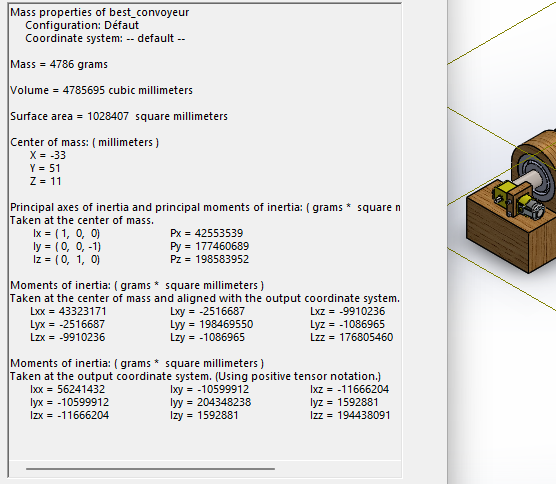 Mass properties of best_convoyeur
Configuration: Défaut
Coordinate system: -- default --
Mass = 4786 grams
Volume = 4785695 cubic millimeters
Surface area = 1028407 square millimeters
Center of mass: ( millimeters )
X = -33
Y = 51
Z = 11
Principal axes of inertia and principal moments of inertia: ( grams * square n
Taken at the center of mass.
Ix = ( 1, 0, 0) Px = 42553539
Iy = ( 0, 0, -1) Py = 177460689
Iz = ( 0, 1, 0) Pz = 198583952
Moments of inertia: ( grams * square millimeters )
Taken at the center of mass and aligned with the output coordinate system.
Lxx = 43323171 Lxy = -2516687 Lxz = -9910236
Lyx = -2516687 Lyy = 198469550 Lyz = -1086965
Lzx = -9910236 Lzy = -1086965 Lzz = 176805460
Moments of inertia: ( grams * square millimeters )
Taken at the output coordinate system. (Using positive tensor notation.)
Ixx = 56241432 Ixy = -10599912 Ixz = -11666204
Iyx = -10599912 Iyy = 204348238 Iyz = 1592881
Izx = -11666204 Izy = 1592881 Izz = 194438091